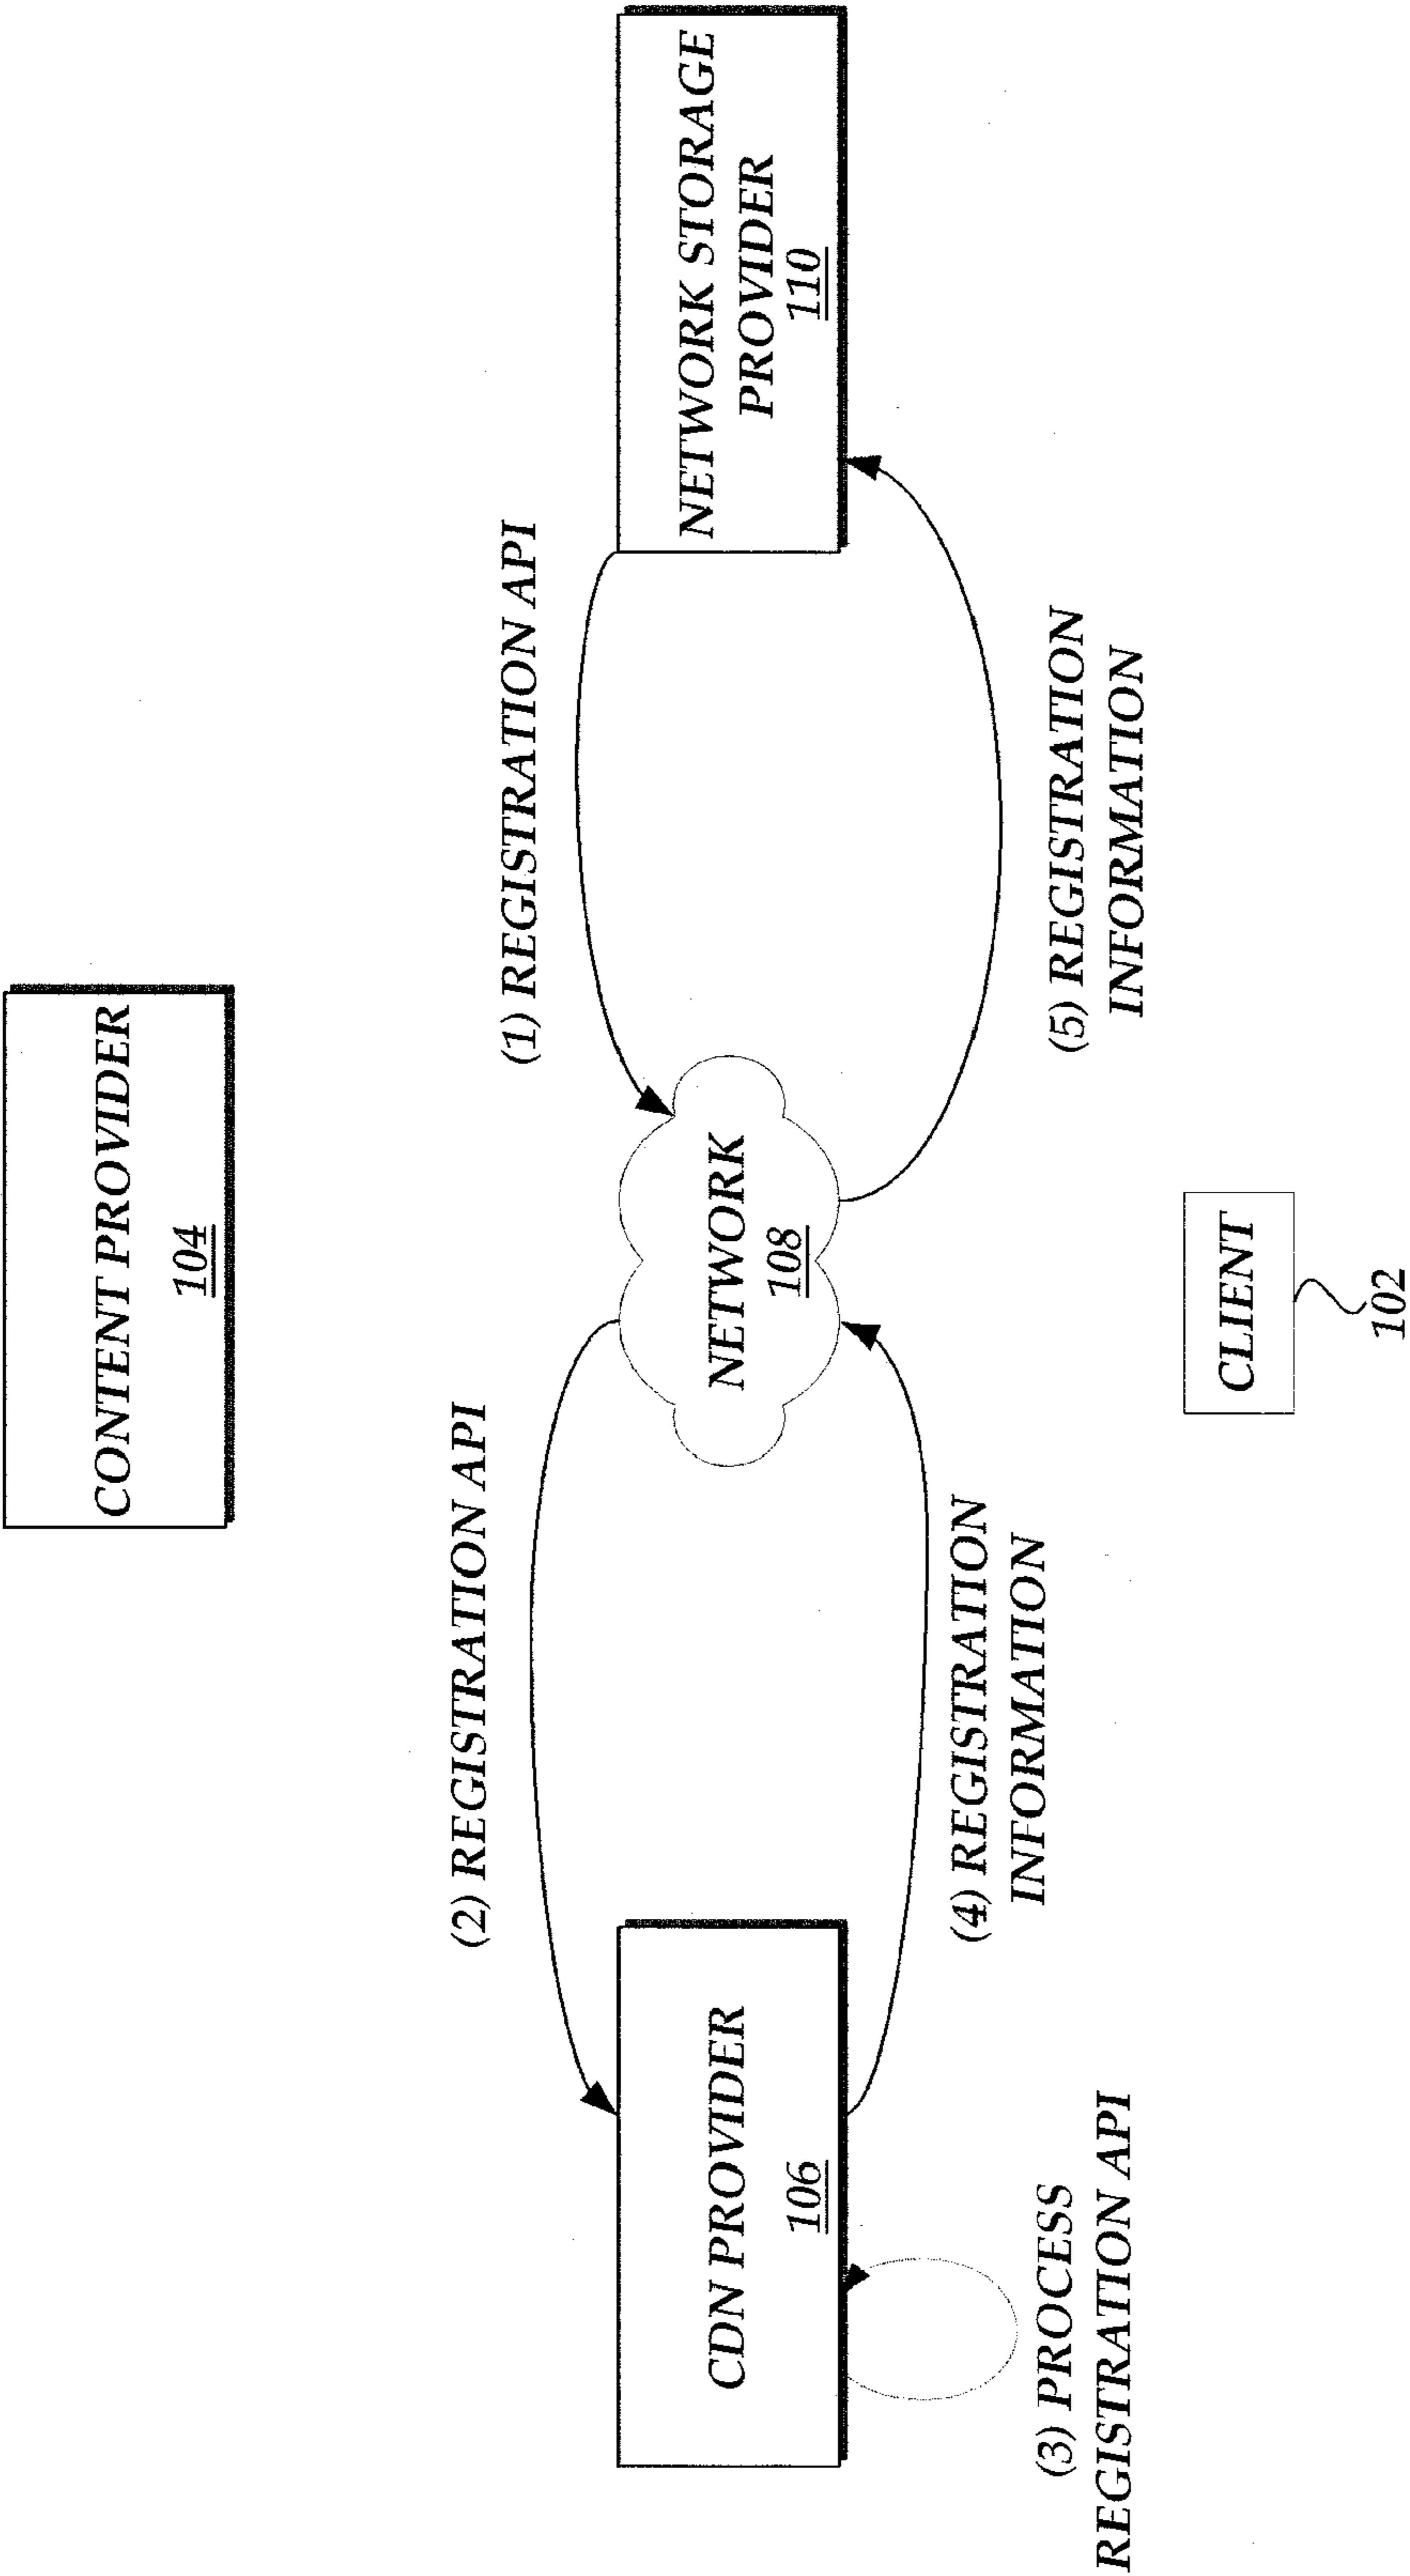 CONTENT PROVIDER
104
(2) REGISTRATION API
(1) REGISTRATION API
CDN PROVIDER
106
NETWORK
108
NETWORK STORAGE
PROVIDER
110
(4) REGISTRATION
INFORMATION
(5) REGISTRATION
INFORMATION
(3) PROCESS
REGISTRATION API
CLIENT
102